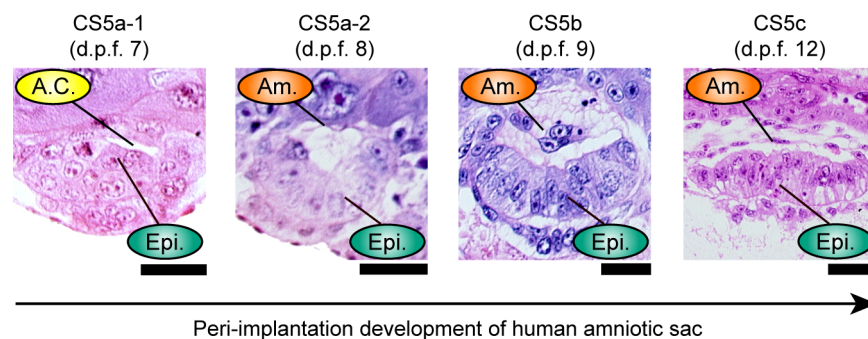 CS5a-1 CS5a-2 CS5b CS5c
(d.p.f. 7) (d.p.f. 8) (d.p.f. 9) (d.p.f. 12)
A.C. Am. Am. Am.
Epi. Epi. Epi. Epi.
Peri-implantation development of human amniotic sac